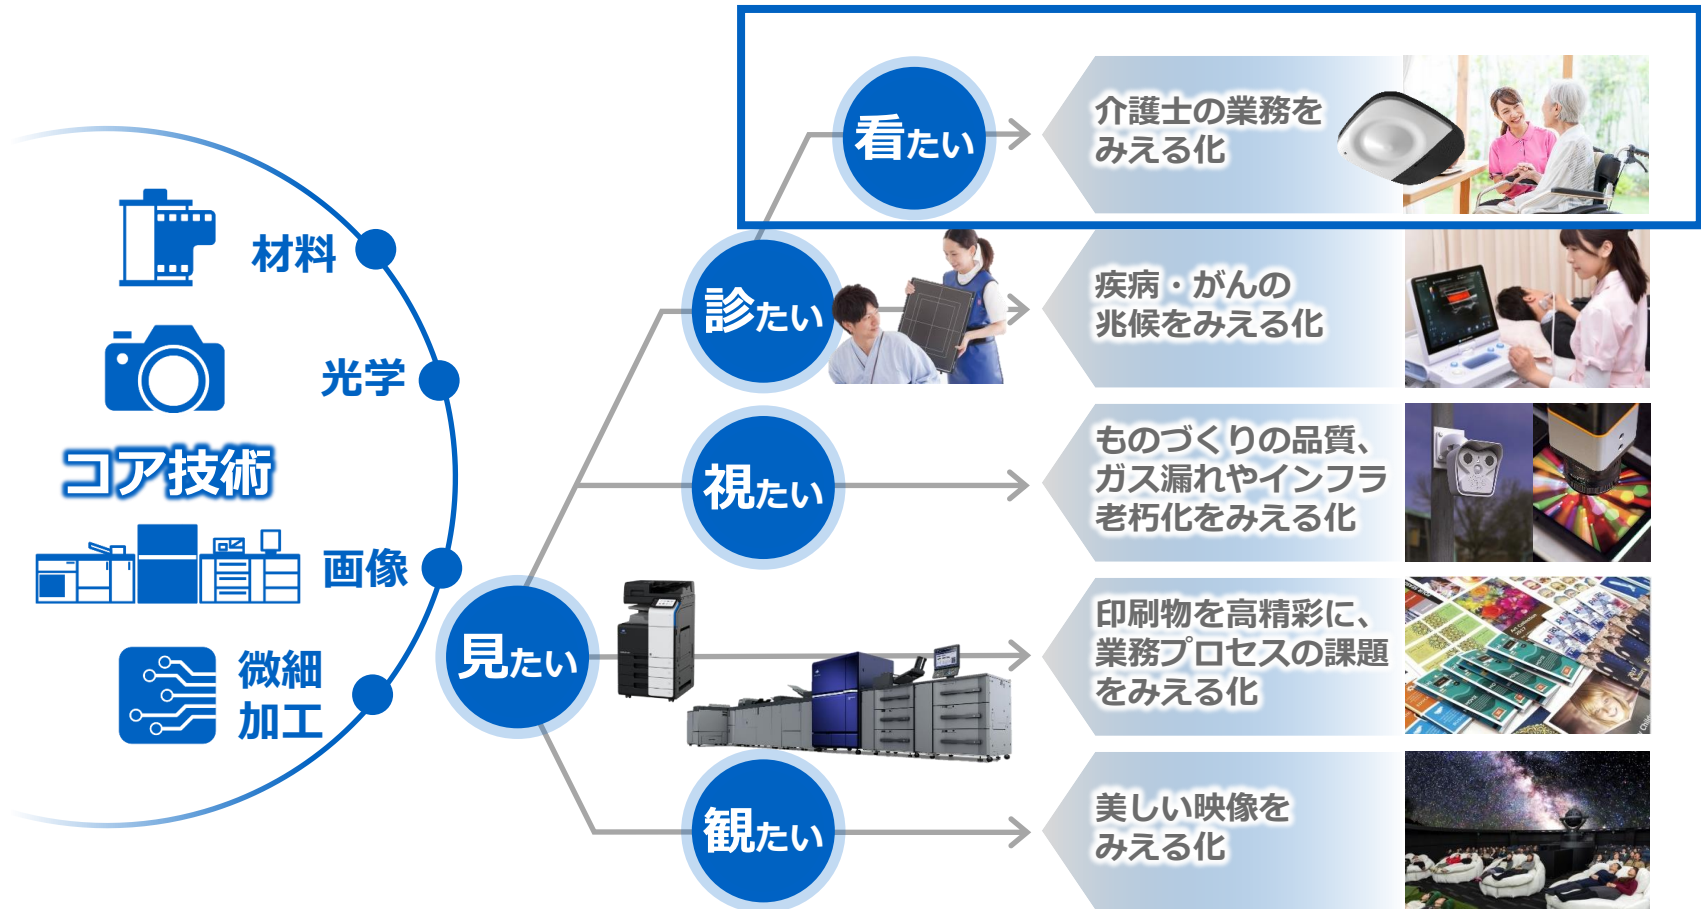 材料
光学
コア技術
画像
微細
加工
看たい
介護士の業務を
みえる化
診たい
疾病・がんの
兆候をみえる化
視たい
ものづくりの品質、
ガス漏れやインフラ
老朽化をみえる化
見たい
印刷物を高精彩に、
業務プロセスの課題
をみえる化
観たい
美しい映像を
みえる化